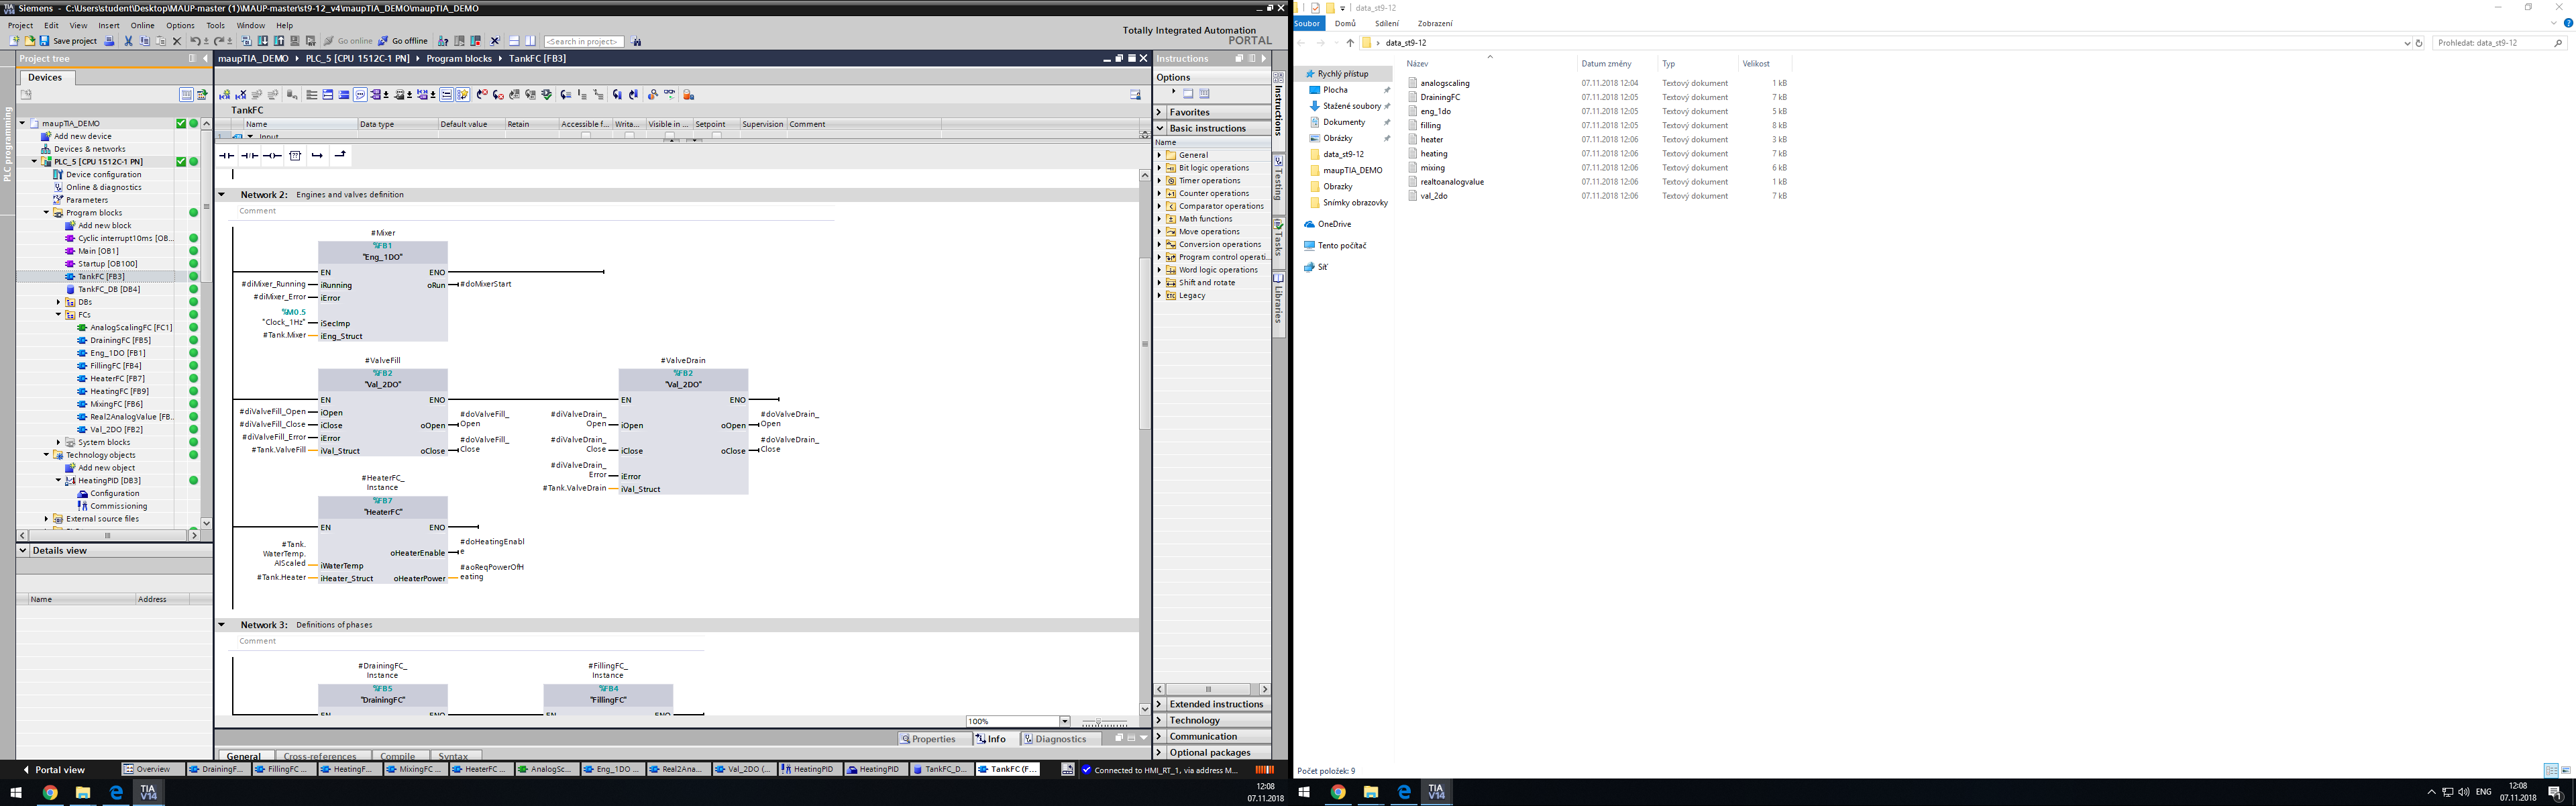 Siemens - C:\Users\student\Desktop\MAUP-master (1)\MAUP-master\st9-12_v4\maupTIA_DEMO\maupTIA_DEMO
Project Edit View Insert Online Options Tools Window Help
Totally Integrated Automation
PORTAL
Save project Go online Go offline <Search in project>
Project tree
Devices
PLC programming
maupTIA_DEMO
Add new device
Devices & networks
PLC_5 [CPU 1512C-1 PN]
Device configuration
Online & diagnostics
Parameters
Program blocks
Add new block
Cyclic interrupt10ms [OB...
Main [OB1]
Startup [OB100]
TankFC [FB3]
TankFC_DB [DB4]
DBs
FCs
AnalogScalingFC [FC1]
DrainingFC [FB5]
Eng_1DO [FB1]
FillingFC [FB4]
HeaterFC [FB7]
HeatingFC [FB9]
MixingFC [FB6]
Real2AnalogValue [FB...
Val_2DO [FB2]
System blocks
Technology objects
Add new object
HeatingPID [DB3]
Configuration
Commissioning
External source files
Details view
Name Address
maupTIA_DEMO PLC_5 [CPU 1512C-1 PN] Program blocks TankFC [FB3]
TankFC
Name Data type Default value Retain Accessible f... Writa... Visible in ... Setpoint Supervision Comment
1 Input
Network 2: Engines and valves definition
Comment
#Mixer
%FB1
"Eng_1DO"
EN ENO
#diMixer_Running iRunning oRun #doMixerStart
#diMixer_Error iError
%M0.5
"Clock_1Hz" iSecImp
#Tank.Mixer iEng_Struct
#ValveFill
%FB2
"Val_2DO"
EN ENO
#diValveFill_Open iOpen
#diValveFill_Close iClose oOpen #doValveFill_Open
#diValveFill_Error iError
#Tank.ValveFill iVal_Struct oClose #doValveFill_Close
#ValveDrain
%FB2
"Val_2DO"
EN ENO
#diValveDrain_Open iOpen oOpen #doValveDrain_Open
#diValveDrain_Close iClose oClose #doValveDrain_Close
#diValveDrain_Error iError
#Tank.ValveDrain iVal_Struct
#HeaterFC_Instance
%FB7
"HeaterFC"
EN ENO
oHeaterEnable #doHeatingEnable
#Tank.WaterTemp.AIScaled iWaterTemp
#Tank.Heater iHeater_Struct oHeaterPower #aoReqPowerOfHeating
Network 3: Definitions of phases
Comment
#DrainingFC_Instance
%FB5
"DrainingFC"
EN ENO
#FillingFC_Instance
%FB4
"FillingFC"
EN ENO
100%
Properties Info Diagnostics
General Cross-references Compile Syntax
Instructions
Options
Favorites
Basic instructions
Name
General
Bit logic operations
Timer operations
Counter operations
Comparator operations
Math functions
Move operations
Conversion operations
Program control operati...
Word logic operations
Shift and rotate
Legacy
Extended instructions
Technology
Communication
Optional packages
Instructions
Testing
Tasks
Libraries
Portal view Overview DrainingF... FillingFC ... HeatingF... MixingFC ... HeaterFC ... AnalogSc... Eng_1DO ... Real2Ana... Val_2DO (... HeatingPID HeatingPID TankFC_D... TankFC (F... Connected to HMI_RT_1, via address M...
TIA V14
12:08
07.11.2018
data_st9-12
Soubor Domů Sdílení Zobrazení
data_st9-12
Prohledat: data_st9-12
Rychlý přístup
Plocha
Stažené soubory
Dokumenty
Obrázky
data_st9-12
maupTIA_DEMO
Obrazky
Snímky obrazovky
OneDrive
Tento počítač
Síť
Název Datum změny Typ Velikost
analogscaling 07.11.2018 12:04 Textový dokument 1 kB
DrainingFC 07.11.2018 12:05 Textový dokument 7 kB
eng_1do 07.11.2018 12:05 Textový dokument 5 kB
filling 07.11.2018 12:05 Textový dokument 8 kB
heater 07.11.2018 12:06 Textový dokument 3 kB
heating 07.11.2018 12:06 Textový dokument 7 kB
mixing 07.11.2018 12:06 Textový dokument 6 kB
realtoanalogvalue 07.11.2018 12:06 Textový dokument 1 kB
val_2do 07.11.2018 12:06 Textový dokument 7 kB
Počet položek: 9
TIA V14
ENG
12:08
07.11.2018